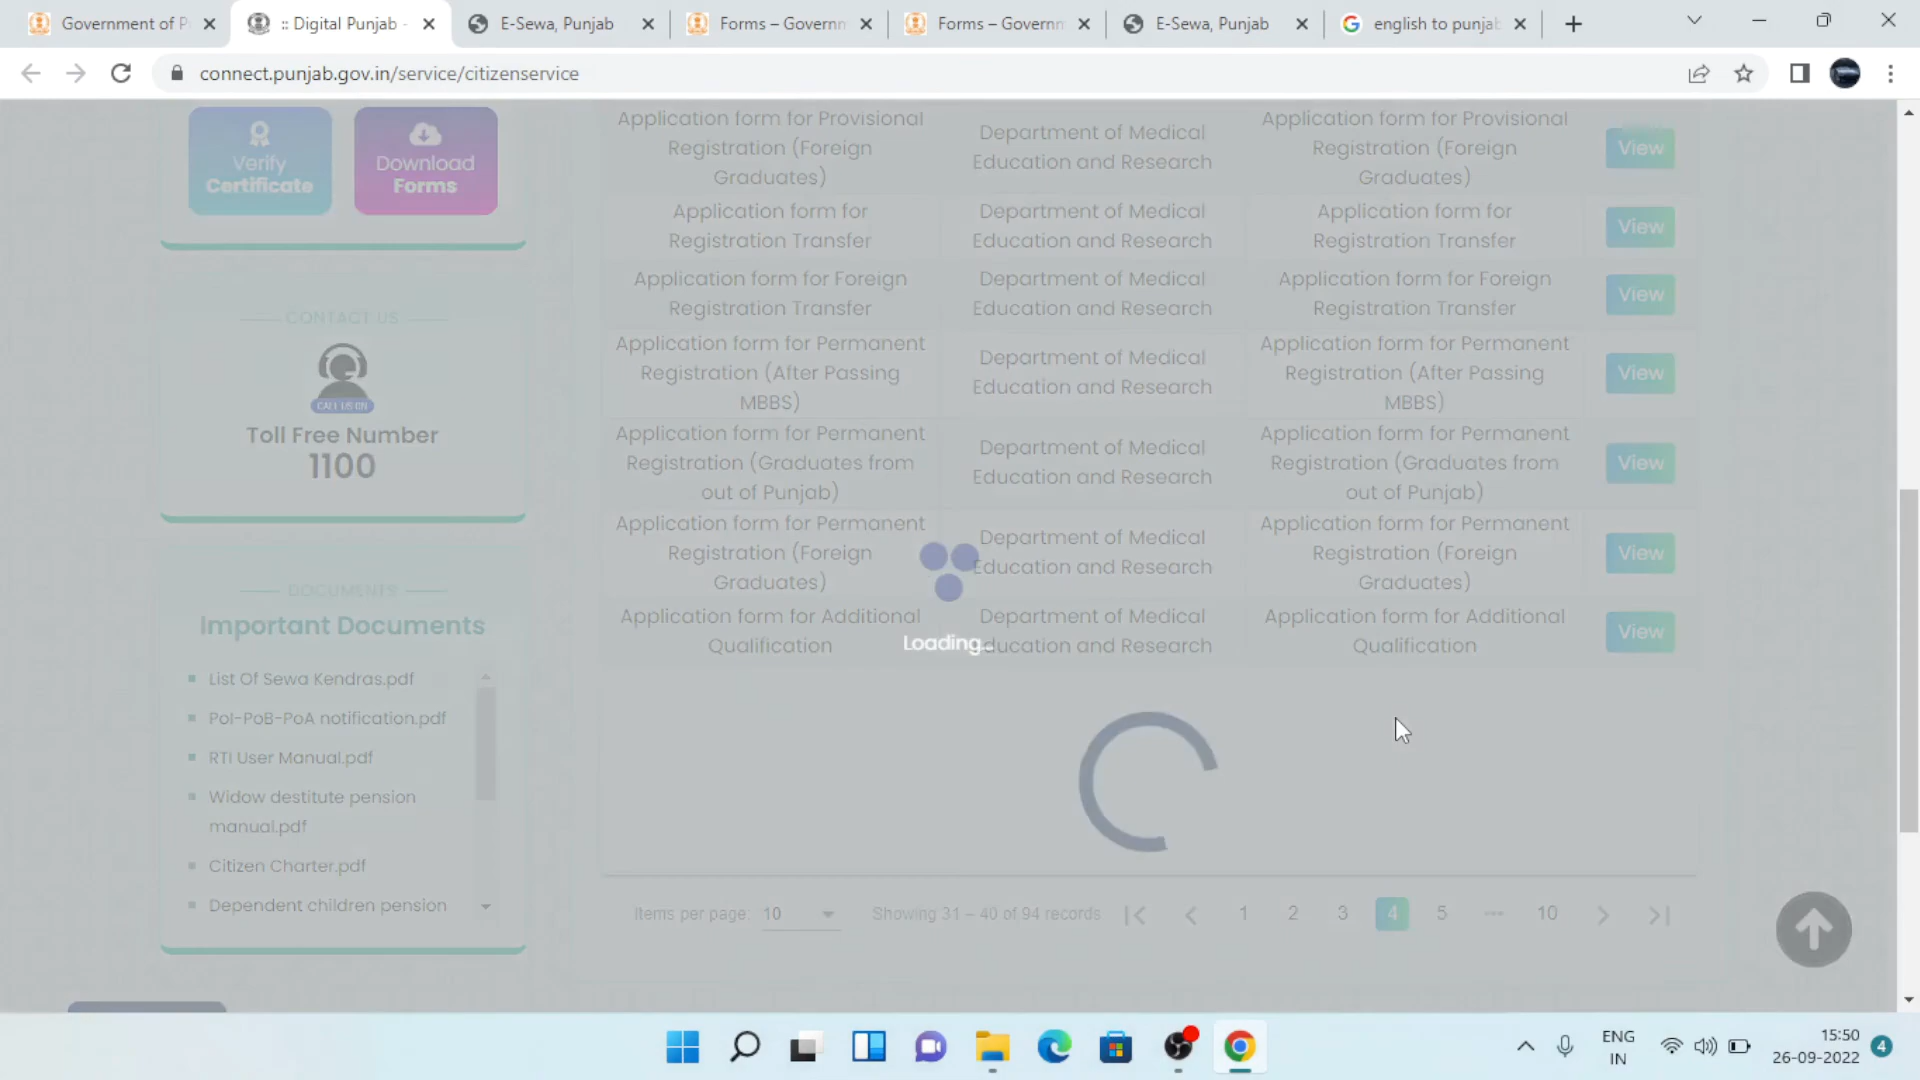 Government of P
:: Digital Punjab -
E-Sewa, Punjab
Forms – Governm
Forms – Governm
E-Sewa, Punjab
english to punjab
connect.punjab.gov.in/service/citizenservice
Verify
Certificate
Download
Forms
CONTACT US
CALL US ON
Toll Free Number
1100
DOCUMENTS
Important Documents
List Of Sewa Kendras.pdf
PoI-PoB-PoA notification.pdf
RTI User Manual.pdf
Widow destitute pension
manual.pdf
Citizen Charter.pdf
Dependent children pension
Application form for Provisional
Registration (Foreign
Graduates)
Department of Medical
Education and Research
Application form for Provisional
Registration (Foreign
Graduates)
View
Application form for
Registration Transfer
Department of Medical
Education and Research
Application form for
Registration Transfer
View
Application form for Foreign
Registration Transfer
Department of Medical
Education and Research
Application form for Foreign
Registration Transfer
View
Application form for Permanent
Registration (After Passing
MBBS)
Department of Medical
Education and Research
Application form for Permanent
Registration (After Passing
MBBS)
View
Application form for Permanent
Registration (Graduates from
out of Punjab)
Department of Medical
Education and Research
Application form for Permanent
Registration (Graduates from
out of Punjab)
View
Application form for Permanent
Registration (Foreign
Graduates)
Department of Medical
Education and Research
Application form for Permanent
Registration (Foreign
Graduates)
View
Application form for Additional
Qualification
Department of Medical
Education and Research
Application form for Additional
Qualification
View
Loading...
Items per page: 10
Showing 31 – 40 of 94 records
1 2 3 4 5 ... 10
ENG
IN
15:50
26-09-2022
4